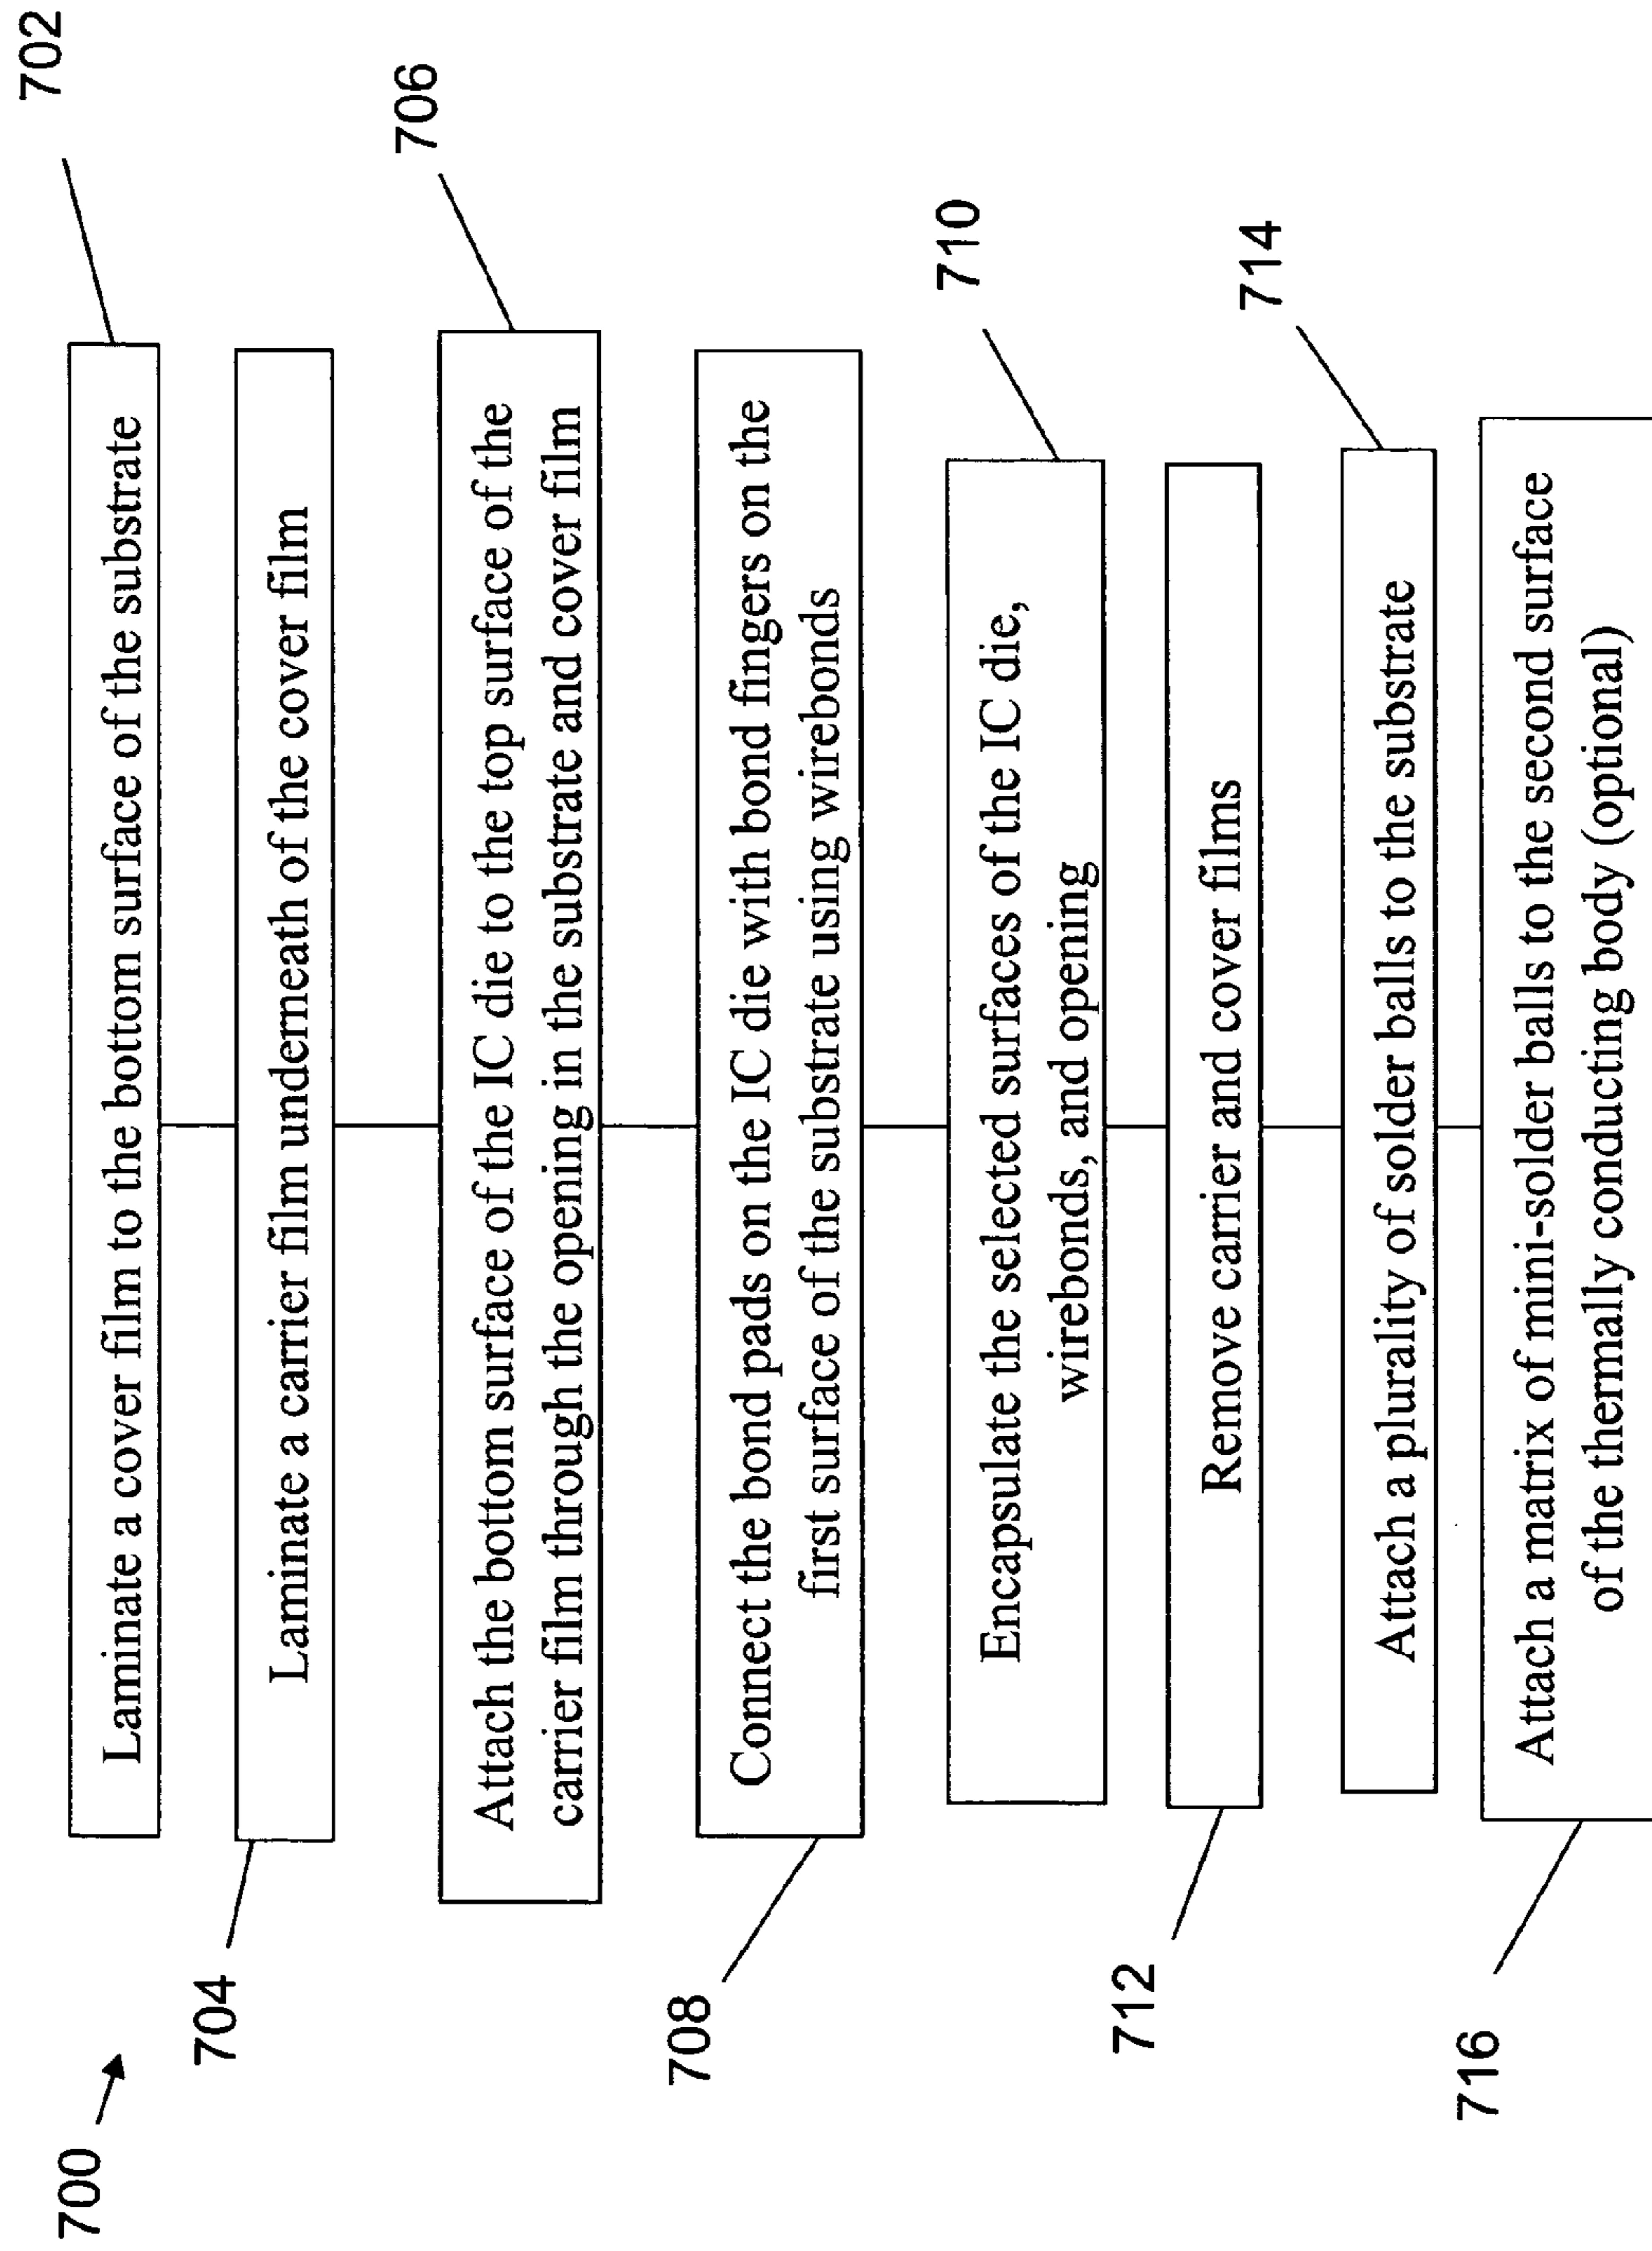 700
702
Laminate a cover film to the bottom surface of the substrate
704
Laminate a carrier film underneath of the cover film
706
Attach the bottom surface of the IC die to the top surface of the
carrier film through the opening in the substrate and cover film
708
Connect the bond pads on the IC die with bond fingers on the
first surface of the substrate using wirebonds
710
Encapsulate the selected surfaces of the IC die,
wirebonds, and opening
712
Remove carrier and cover films
714
Attach a plurality of solder balls to the substrate
716
Attach a matrix of mini-solder balls to the second surface
of the thermally conducting body (optional)